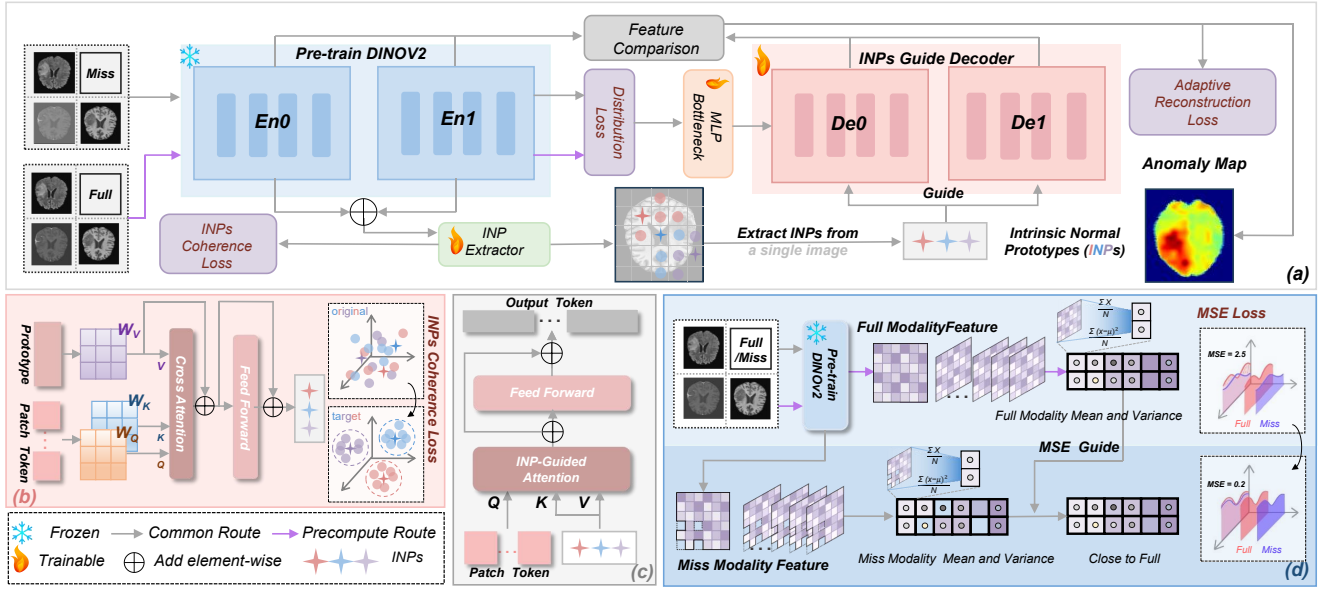 Pre-train DINOV2
Feature
Comparison
INPs Guide Decoder
Miss
Full
En0
En1
Distribution
Loss
MLP
Bottleneck
De0
De1
Adaptive
Reconstruction
Loss
Anomaly Map
Guide
INPs
Coherence
Loss
INP
Extractor
Extract INPs from
a single image
Intrinsic Normal
Prototypes (INPs)
(a)
Prototype
Patch Token
W_V
W_K
W_Q
V
K
Q
Cross Attention
Feed Forward
original
target
INPs Coherence Loss
(b)
Frozen
Common Route
Precompute Route
Trainable
Add element-wise
INPs
Output Token
...
Feed Forward
INP-Guided
Attention
Q
K
V
Patch Token
(c)
Full
/Miss
Pre-train
DINOv2
Full ModalityFeature
...
Σ X
N
Σ (x-μ)²
N
Full Modality Mean and Variance
MSE Loss
MSE = 2.5
Full
Miss
MSE Guide
Σ X
N
Σ (x-μ)²
N
...
Miss Modality Feature
Miss Modality Mean and Variance
Close to Full
MSE = 0.2
Full
Miss
(d)